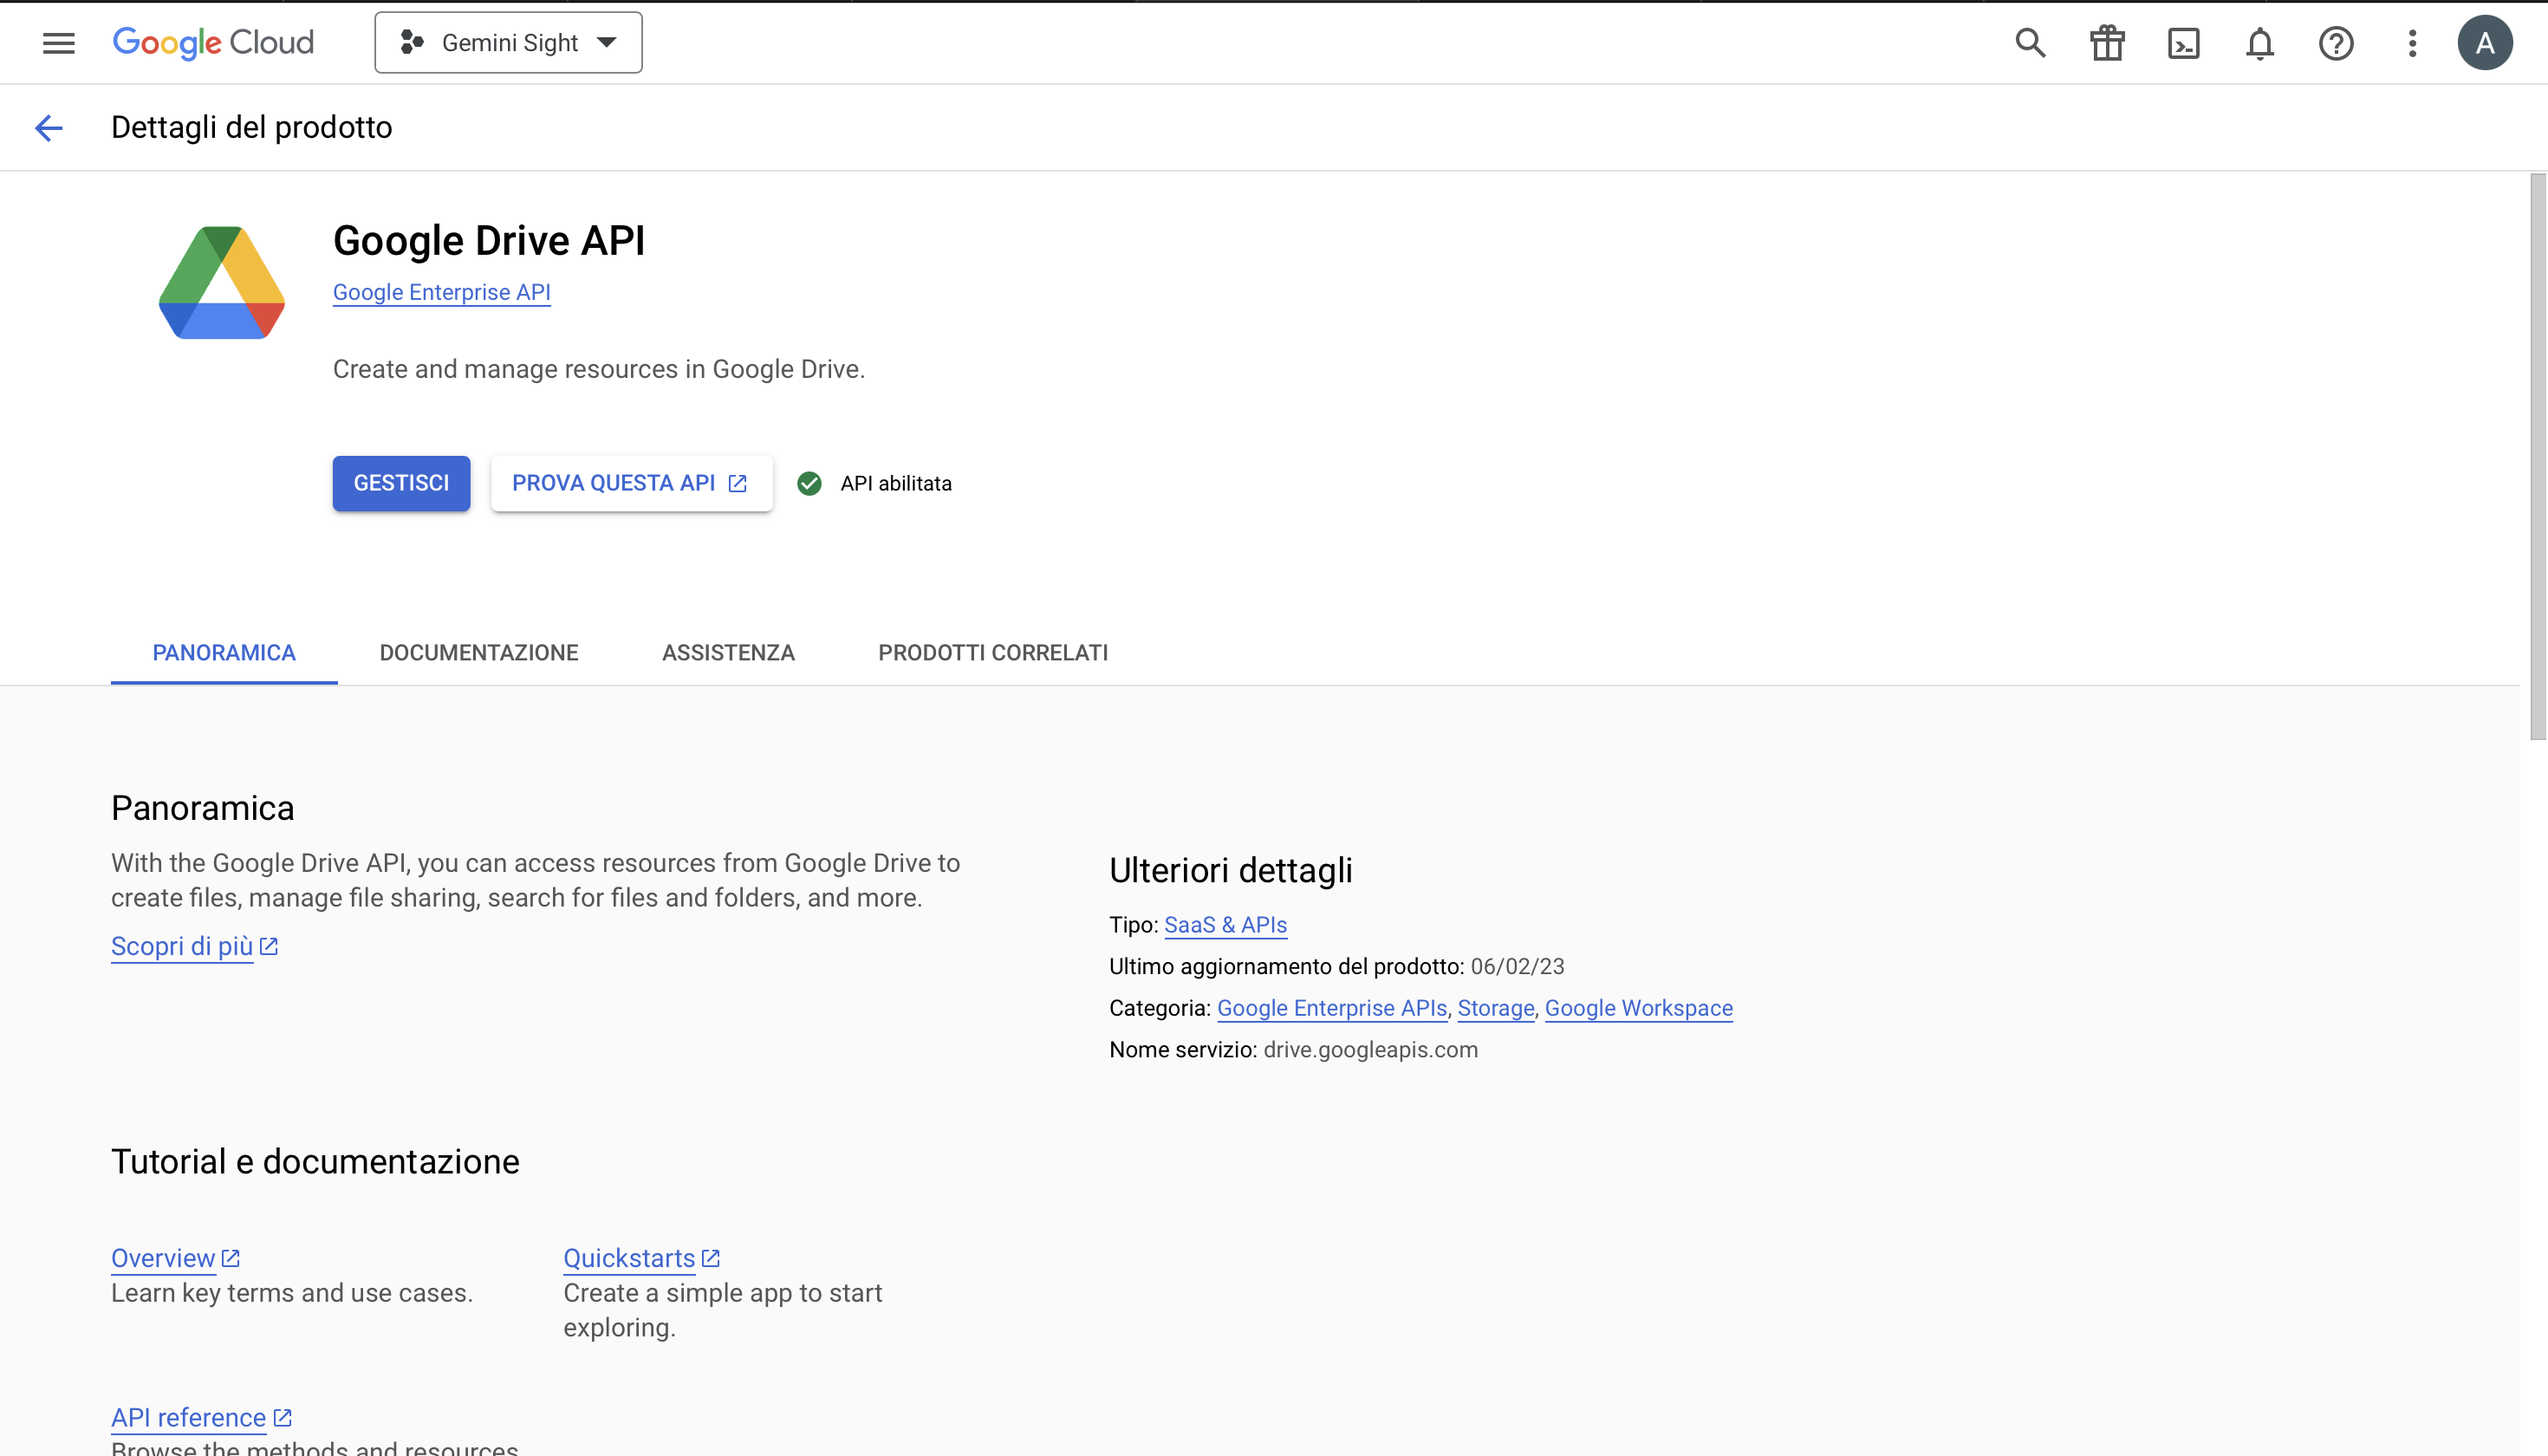 Google Cloud
Gemini Sight
A
Dettagli del prodotto
Google Drive API
Google Enterprise API
Create and manage resources in Google Drive.
GESTISCI
PROVA QUESTA API
API abilitata
PANORAMICA
DOCUMENTAZIONE
ASSISTENZA
PRODOTTI CORRELATI
Panoramica
With the Google Drive API, you can access resources from Google Drive to
create files, manage file sharing, search for files and folders, and more.
Scopri di più
Ulteriori dettagli
Tipo: SaaS & APIs
Ultimo aggiornamento del prodotto: 06/02/23
Categoria: Google Enterprise APIs, Storage, Google Workspace
Nome servizio: drive.googleapis.com
Tutorial e documentazione
Overview
Learn key terms and use cases.
Quickstarts
Create a simple app to start
exploring.
API reference
Browse the methods and resources